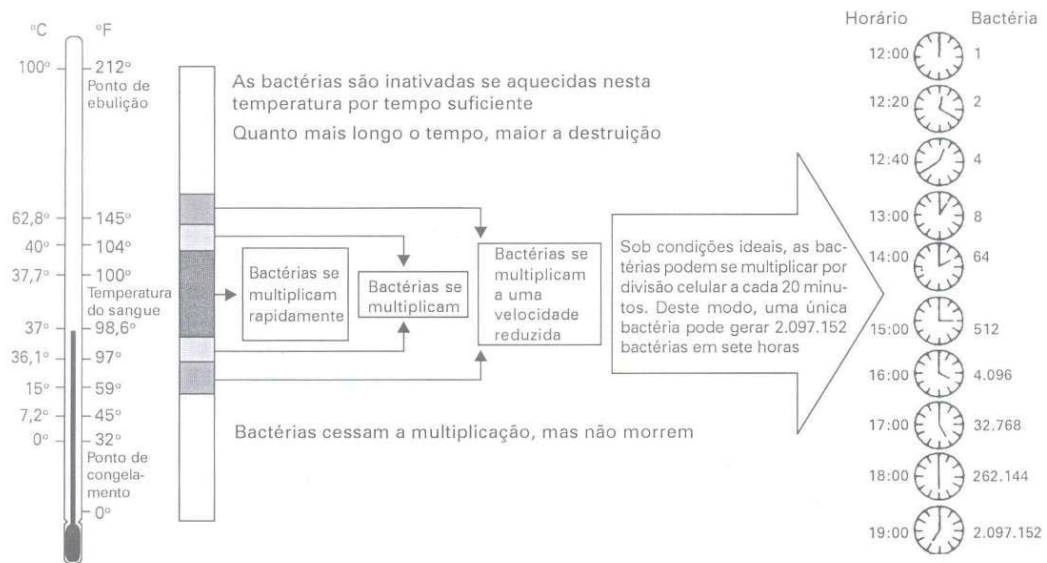 °C °F
100° 212°
Ponto de
ebulição
62,8° 145°
40° 104°
37,7° 100°
Temperatura
do sangue
37° 98,6°
36,1° 97°
15° 59°
7,2° 45°
0° 32°
Ponto de
congela-
mento
0°
As bactérias são inativadas se aquecidas nesta
temperatura por tempo suficiente
Quanto mais longo o tempo, maior a destruição
Bactérias se
multiplicam
rapidamente
Bactérias se
multiplicam
Bactérias se
multiplicam
a uma
velocidade
reduzida
Bactérias cessam a multiplicação, mas não morrem
Sob condições ideais, as bac-
térias podem se multiplicar por
divisão celular a cada 20 minu-
tos. Deste modo, uma única
bactéria pode gerar 2.097.152
bactérias em sete horas
Horário Bactéria
12:00 1
12:20 2
12:40 4
13:00 8
14:00 64
15:00 512
16:00 4.096
17:00 32.768
18:00 262.144
19:00 2.097.152